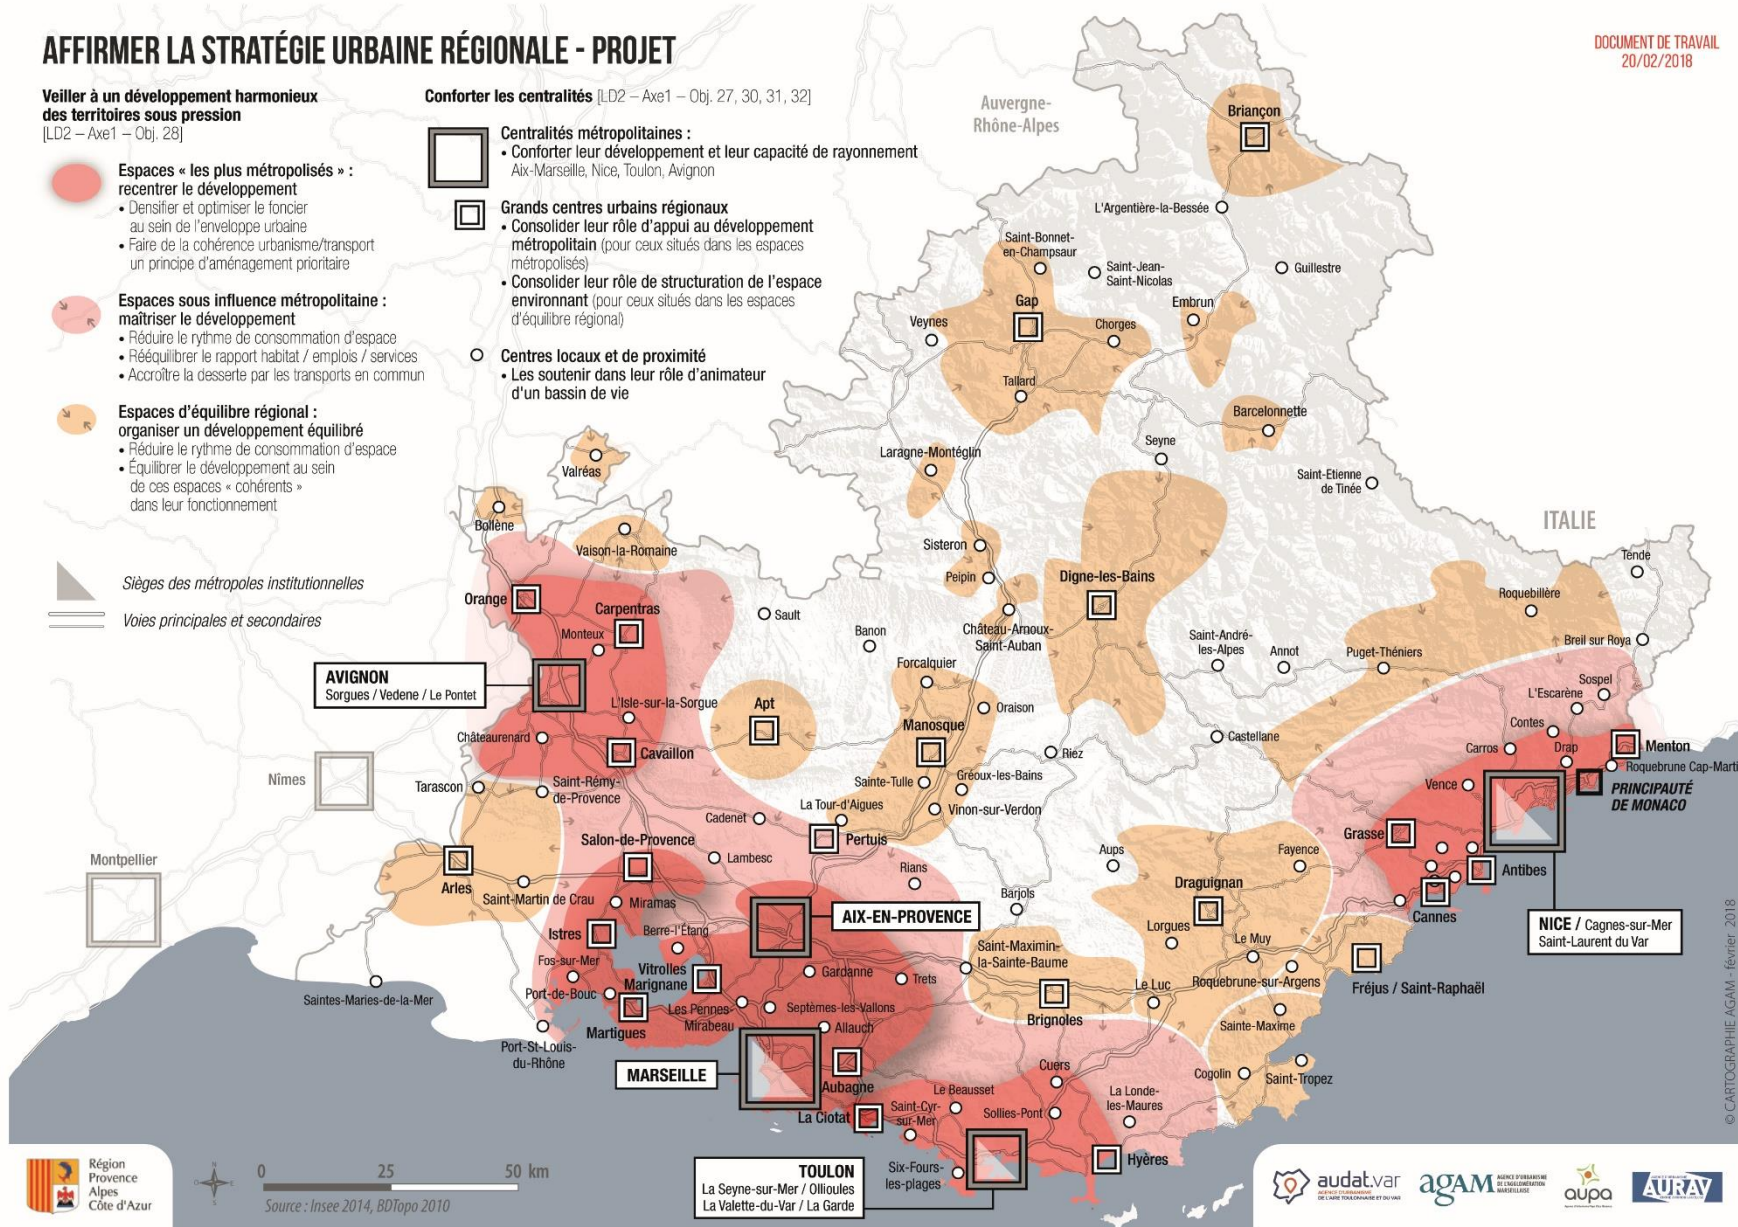 AFFIRMER LA STRATÉGIE URBAINE RÉGIONALE - PROJET
DOCUMENT DE TRAVAIL
20/02/2018
Veiller à un développement harmonieux
des territoires sous pression
[LD2 – Axe1 – Obj. 28]
Espaces « les plus métropolisés » :
recentrer le développement
• Densifier et optimiser le foncier
au sein de l'enveloppe urbaine
• Faire de la cohérence urbanisme/transport
un principe d'aménagement prioritaire
Espaces sous influence métropolitaine :
maîtriser le développement
• Réduire le rythme de consommation d'espace
• Rééquilibrer le rapport habitat / emplois / services
• Accroître la desserte par les transports en commun
Espaces d'équilibre régional :
organiser un développement équilibré
• Réduire le rythme de consommation d'espace
• Équilibrer le développement au sein
de ces espaces « cohérents »
dans leur fonctionnement
Sièges des métropoles institutionnelles
Voies principales et secondaires
Conforter les centralités [LD2 – Axe1 – Obj. 27, 30, 31, 32]
Centralités métropolitaines :
• Conforter leur développement et leur capacité de rayonnement
Aix-Marseille, Nice, Toulon, Avignon
Grands centres urbains régionaux
• Consolider leur rôle d'appui au développement
métropolitain (pour ceux situés dans les espaces
métropolisés)
• Consolider leur rôle de structuration de l'espace
environnant (pour ceux situés dans les espaces
d'équilibre régional)
Centres locaux et de proximité
• Les soutenir dans leur rôle d'animateur
d'un bassin de vie
Auvergne-
Rhône-Alpes
Briançon
L'Argentière-la-Bessée
Saint-Bonnet-
en-Champsaur
Saint-Jean-
Saint-Nicolas
Guillestre
Gap
Embrun
Veynes
Chorges
Tallard
Barcelonnette
Seyne
Laragne-Montéglin
Valréas
Saint-Etienne
de Tinée
ITALIE
Bollène
Vaison-la-Romaine
Sisteron
Tende
Peipin
Digne-les-Bains
Roquebillère
Orange
Carpentras
Sault
Monteux
Banon
Château-Arnoux-
Saint-Auban
Saint-André-
les-Alpes
Annot
Puget-Théniers
Breil sur Roya
AVIGNON
Sorgues / Vedene / Le Pontet
Forcalquier
Sospel
L'Escarène
L'Isle-sur-la-Sorgue
Apt
Oraison
Manosque
Contes
Châteaurenard
Cavaillon
Castellane
Riez
Carros
Drap
Menton
Roquebrune Cap-Marti
Nîmes
Tarascon
Saint-Rémy-
de-Provence
Sainte-Tulle
Gréoux-les-Bains
Vence
PRINCIPAUTÉ
DE MONACO
La Tour-d'Aigues
Vinon-sur-Verdon
Cadenet
Salon-de-Provence
Pertuis
Grasse
Montpellier
Lambesc
Aups
Fayence
Rians
Antibes
Arles
Draguignan
Saint-Martin de Crau
Miramas
Barjols
AIX-EN-PROVENCE
Cannes
Istres
Berre-l'Étang
Lorgues
NICE / Cagnes-sur-Mer
Saint-Laurent du Var
Le Muy
Saint-Maximin-
la-Sainte-Baume
Fos-sur-Mer
Vitrolles
Marignane
Gardanne
Trets
Roquebrune-sur-Argens
Le Luc
Fréjus / Saint-Raphaël
Saintes-Maries-de-la-Mer
Port-de-Bouc
Les Pennes-
Mirabeau
Septèmes-les-Vallons
Brignoles
Martigues
Allauch
Sainte-Maxime
Port-St-Louis-
du-Rhône
MARSEILLE
Aubagne
Cuers
Cogolin
Saint-Tropez
Le Beausset
La Londe-
les-Maures
La Ciotat
Saint-Cyr-
sur-Mer
Sollies-Pont
Six-Fours-
les-plages
Hyères
TOULON
La Seyne-sur-Mer / Ollioules
La Valette-du-Var / La Garde
© CARTOGRAPHIE AGAM - février 2018
Région
Provence
Alpes
Côte d'Azur
0 25 50 km
Source : Insee 2014, BDTopo 2010
audat.var
agAM
AGENCE D'URBANISME
DE L'AGGLOMÉRATION
MARSEILLAISE
aupa
AURAV